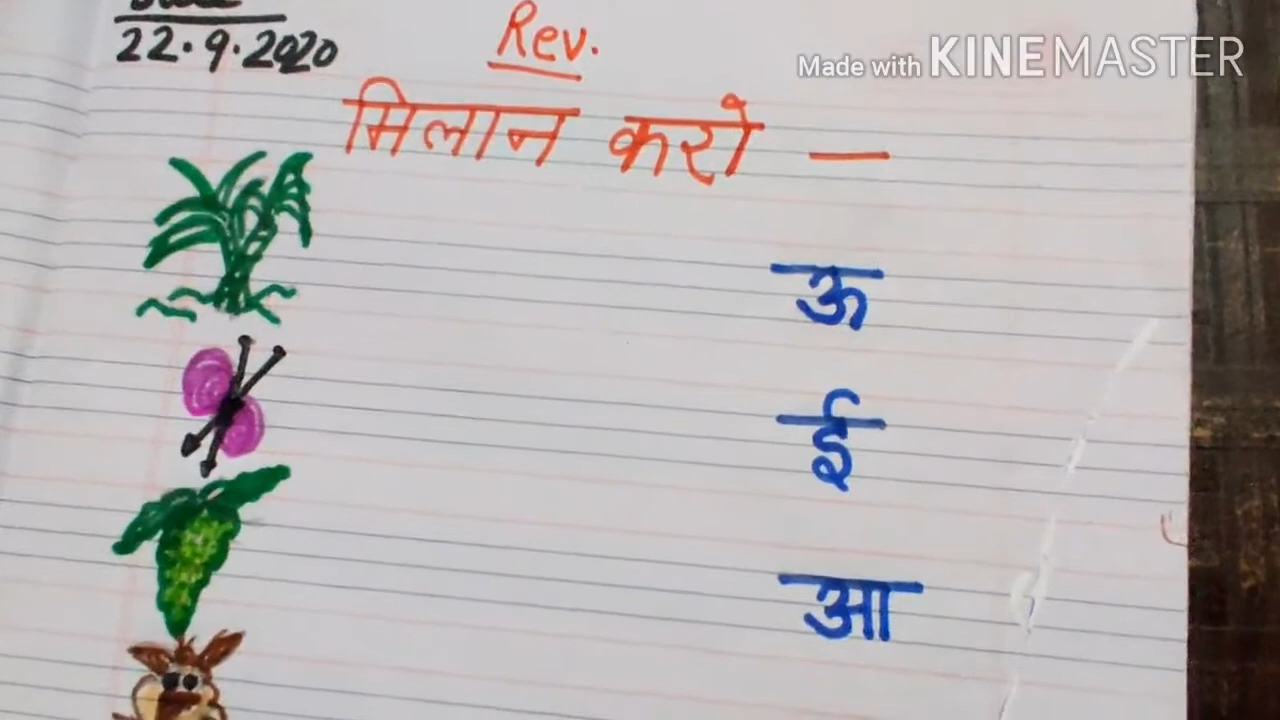 22.9.2020
Rev.
Made with KINEMASTER
मिलान करो —
ऊ
ई
आ